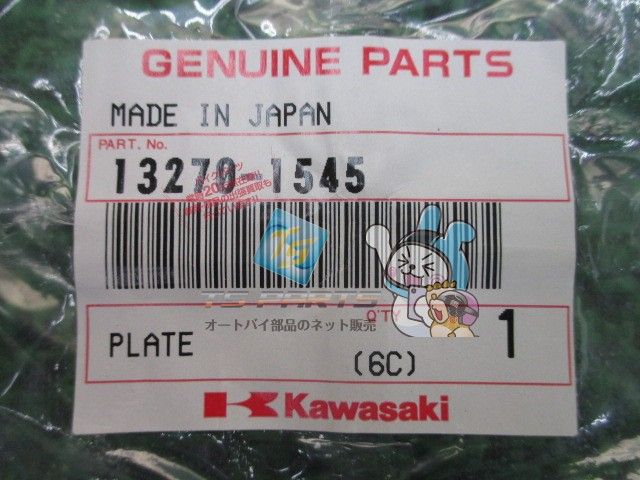 GENUINE PARTS
MADE IN JAPAN
PART. No.
13270-1545
TS PARTS
オートバイ部品のネット販売
Q'TY
PLATE
(6C)
1
Kawasaki